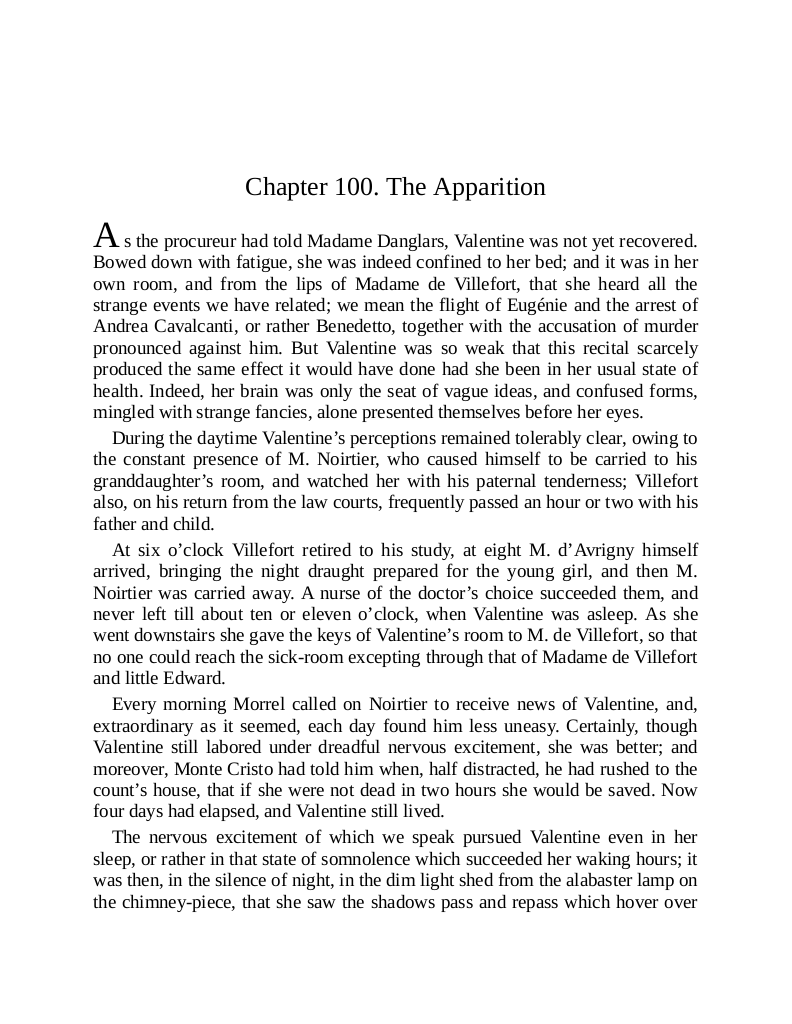 Chapter 100. The Apparition
As the procureur had told Madame Danglars, Valentine was not yet recovered.
Bowed down with fatigue, she was indeed confined to her bed; and it was in her
own room, and from the lips of Madame de Villefort, that she heard all the
strange events we have related; we mean the flight of Eugénie and the arrest of
Andrea Cavalcanti, or rather Benedetto, together with the accusation of murder
pronounced against him. But Valentine was so weak that this recital scarcely
produced the same effect it would have done had she been in her usual state of
health. Indeed, her brain was only the seat of vague ideas, and confused forms,
mingled with strange fancies, alone presented themselves before her eyes.
During the daytime Valentine’s perceptions remained tolerably clear, owing to
the constant presence of M. Noirtier, who caused himself to be carried to his
granddaughter’s room, and watched her with his paternal tenderness; Villefort
also, on his return from the law courts, frequently passed an hour or two with his
father and child.
At six o’clock Villefort retired to his study, at eight M. d’Avrigny himself
arrived, bringing the night draught prepared for the young girl, and then M.
Noirtier was carried away. A nurse of the doctor’s choice succeeded them, and
never left till about ten or eleven o’clock, when Valentine was asleep. As she
went downstairs she gave the keys of Valentine’s room to M. de Villefort, so that
no one could reach the sick-room excepting through that of Madame de Villefort
and little Edward.
Every morning Morrel called on Noirtier to receive news of Valentine, and,
extraordinary as it seemed, each day found him less uneasy. Certainly, though
Valentine still labored under dreadful nervous excitement, she was better; and
moreover, Monte Cristo had told him when, half distracted, he had rushed to the
count’s house, that if she were not dead in two hours she would be saved. Now
four days had elapsed, and Valentine still lived.
The nervous excitement of which we speak pursued Valentine even in her
sleep, or rather in that state of somnolence which succeeded her waking hours; it
was then, in the silence of night, in the dim light shed from the alabaster lamp on
the chimney-piece, that she saw the shadows pass and repass which hover over